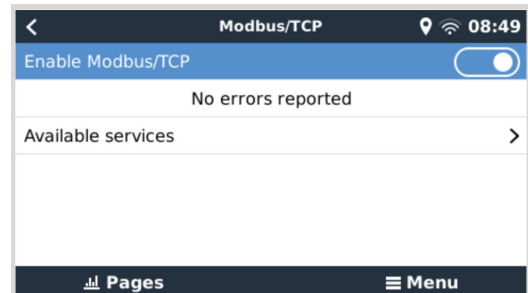 Modbus/TCP 08:49
Enable Modbus/TCP
No errors reported
Available services
Pages Menu